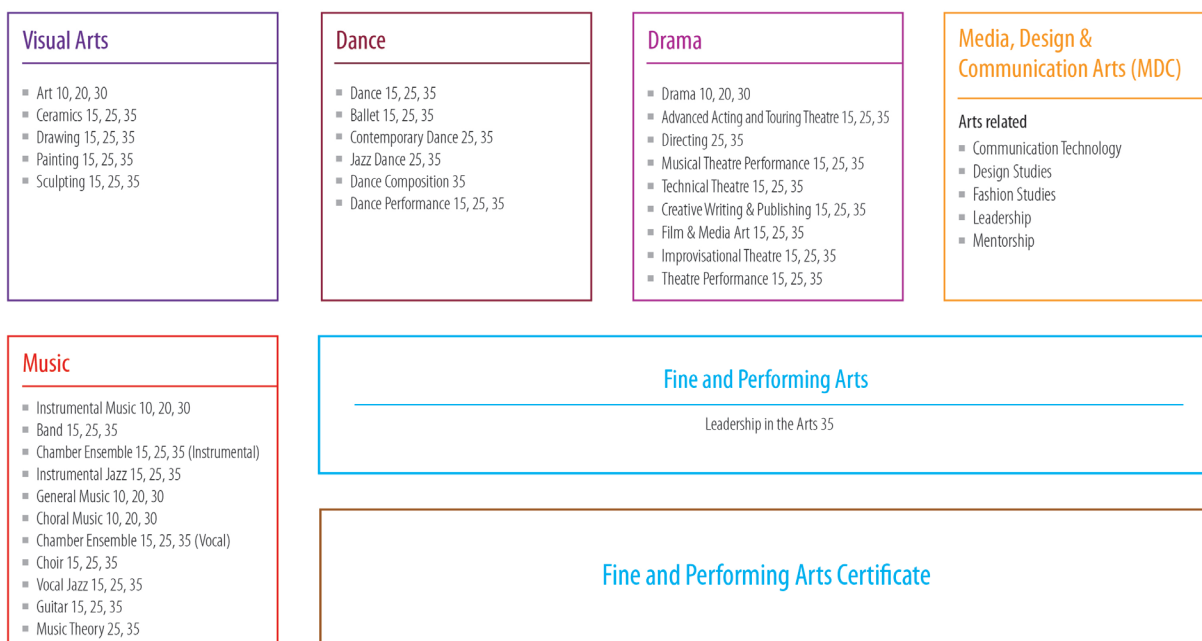 Visual Arts
Art 10, 20, 30
Ceramics 15, 25, 35
Drawing 15, 25, 35
Painting 15, 25, 35
Sculpting 15, 25, 35
Dance
Dance 15, 25, 35
Ballet 15, 25, 35
Contemporary Dance 25, 35
Jazz Dance 25, 35
Dance Composition 35
Dance Performance 15, 25, 35
Drama
Drama 10, 20, 30
Advanced Acting and Touring Theatre 15, 25, 35
Directing 25, 35
Musical Theatre Performance 15, 25, 35
Technical Theatre 15, 25, 35
Creative Writing & Publishing 15, 25, 35
Film & Media Art 15, 25, 35
Improvisational Theatre 15, 25, 35
Theatre Performance 15, 25, 35
Media, Design &
Communication Arts (MDC)
Arts related
Communication Technology
Design Studies
Fashion Studies
Leadership
Mentorship
Music
Instrumental Music 10, 20, 30
Band 15, 25, 35
Chamber Ensemble 15, 25, 35 (Instrumental)
Instrumental Jazz 15, 25, 35
General Music 10, 20, 30
Choral Music 10, 20, 30
Chamber Ensemble 15, 25, 35 (Vocal)
Choir 15, 25, 35
Vocal Jazz 15, 25, 35
Guitar 15, 25, 35
Music Theory 25, 35
Fine and Performing Arts
Leadership in the Arts 35
Fine and Performing Arts Certificate